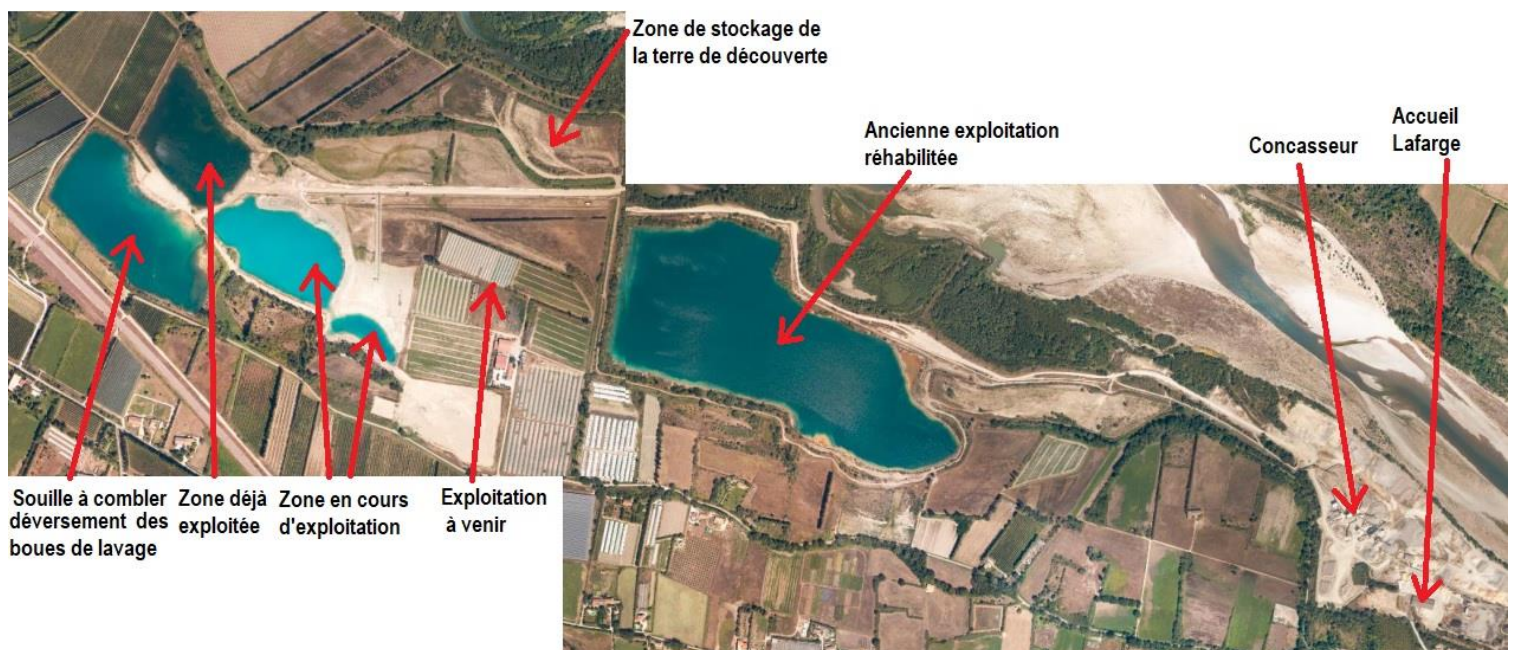 Zone de stockage de
la terre de découverte
Ancienne exploitation
réhabilitée
Concasseur
Accueil
Lafarge
Souille à combler
déversement des
boues de lavage
Zone déjà
exploitée
Zone en cours
d'exploitation
Exploitation
à venir